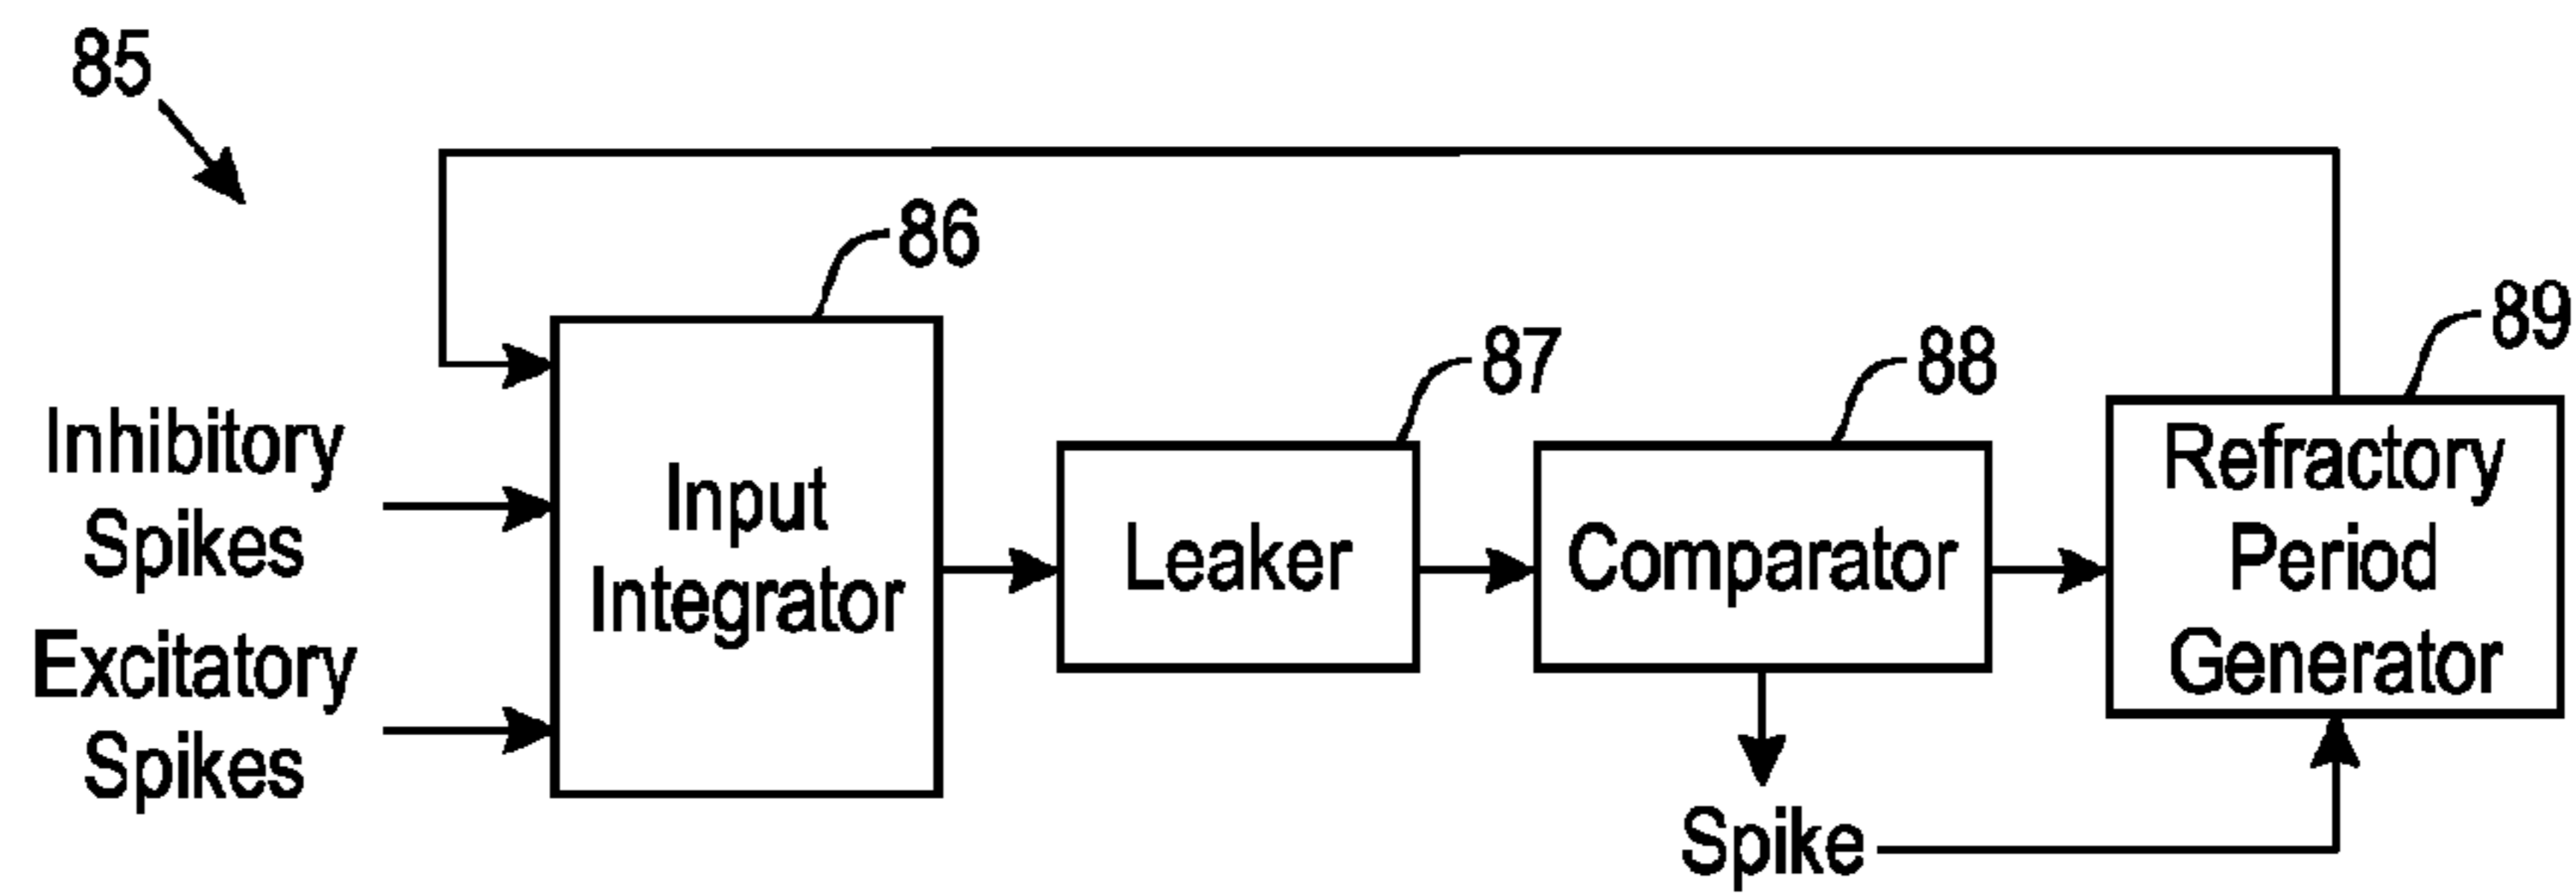 85
86
87
88
89
Inhibitory
Spikes
Excitatory
Spikes
Input
Integrator
Leaker
Comparator
Refractory
Period
Generator
Spike